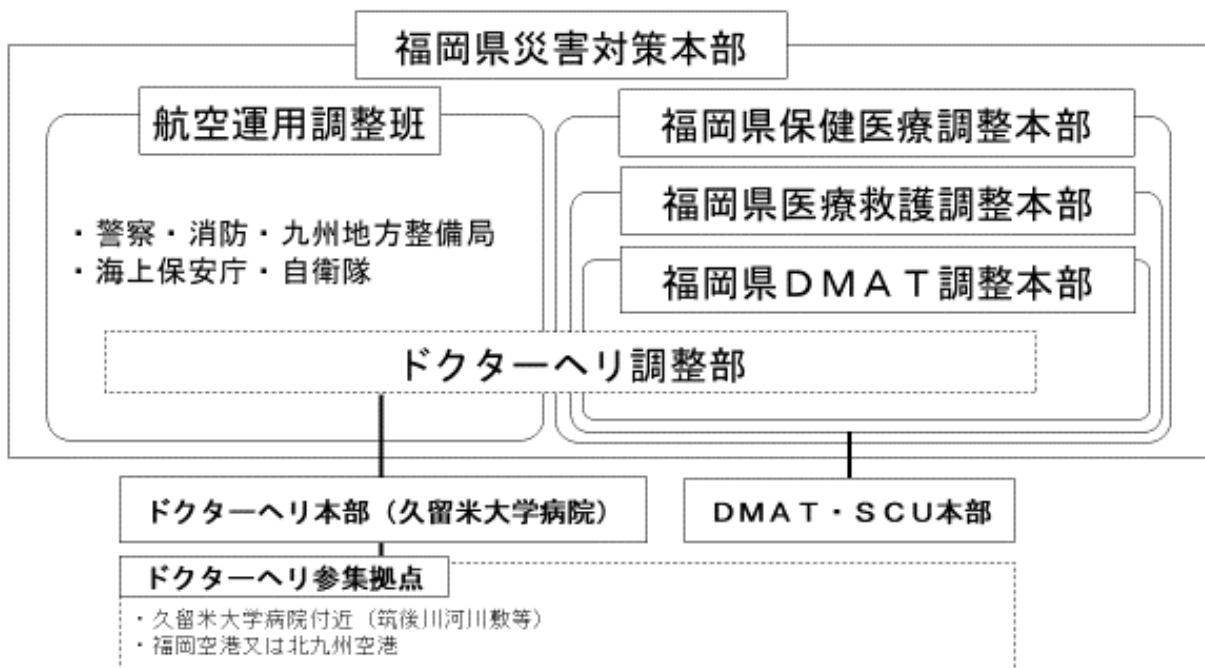 福岡県災害対策本部
航空運用調整班
・警察・消防・九州地方整備局
・海上保安庁・自衛隊
福岡県保健医療調整本部
福岡県医療救護調整本部
福岡県ＤＭＡＴ調整本部
ドクターヘリ調整部
ドクターヘリ本部（久留米大学病院）
ＤＭＡＴ・ＳＣＵ本部
ドクターヘリ参集拠点
・久留米大学病院付近（筑後川河川敷等）
・福岡空港又は北九州空港